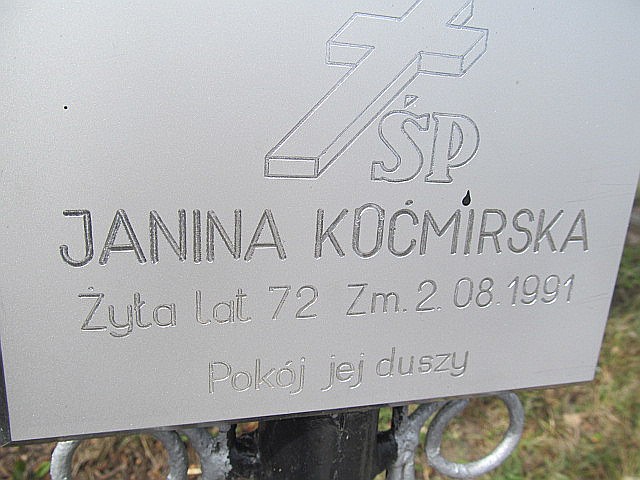 ŚP
JANINA KOĆMIRSKA
Żyła lat 72 Zm. 2. 08. 1991
Pokój jej duszy